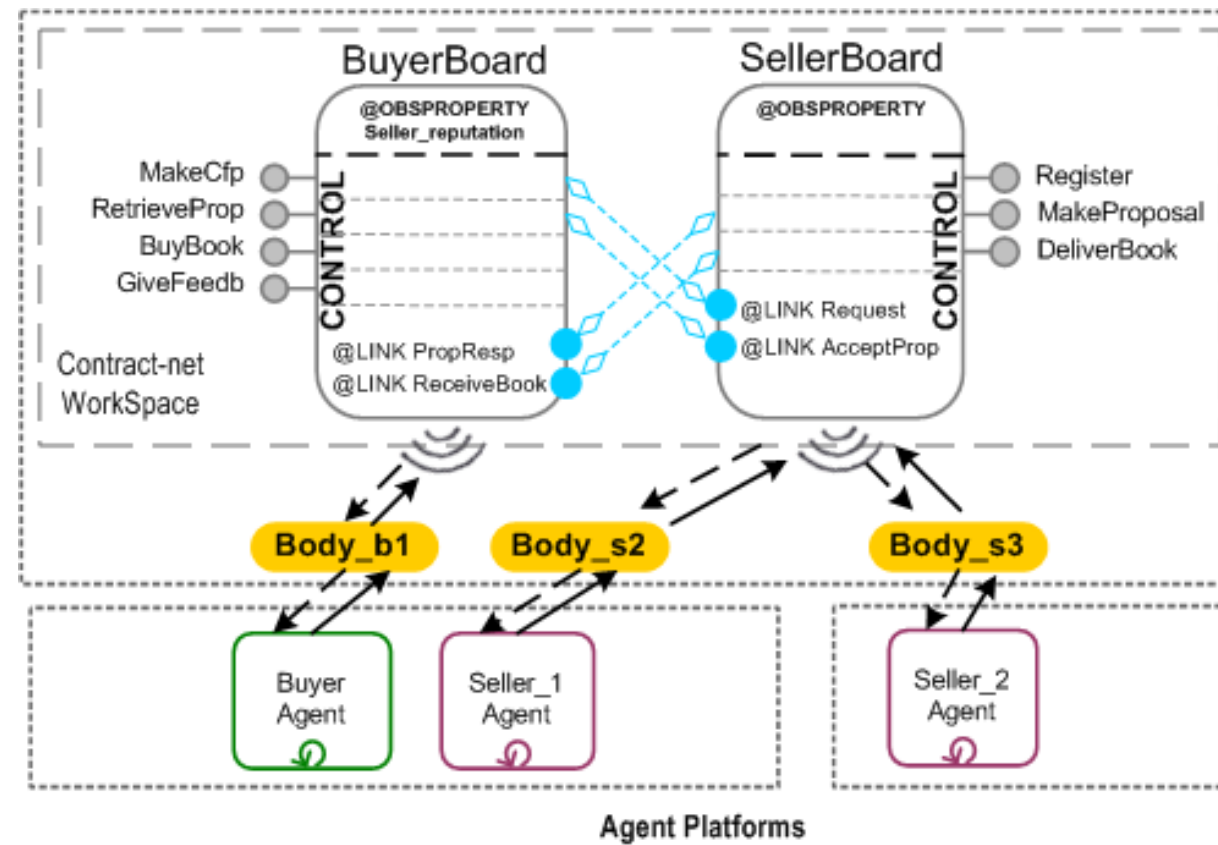 BuyerBoard
SellerBoard
@OBSPROPERTY
Seller_reputation
@OBSPROPERTY
MakeCfp
RetrieveProp
BuyBook
GiveFeedb
CONTROL
CONTROL
Register
MakeProposal
DeliverBook
@LINK PropResp
@LINK ReceiveBook
@LINK Request
@LINK AcceptProp
Contract-net
WorkSpace
Body_b1
Body_s2
Body_s3
Buyer
Agent
Seller_1
Agent
Seller_2
Agent
Agent Platforms